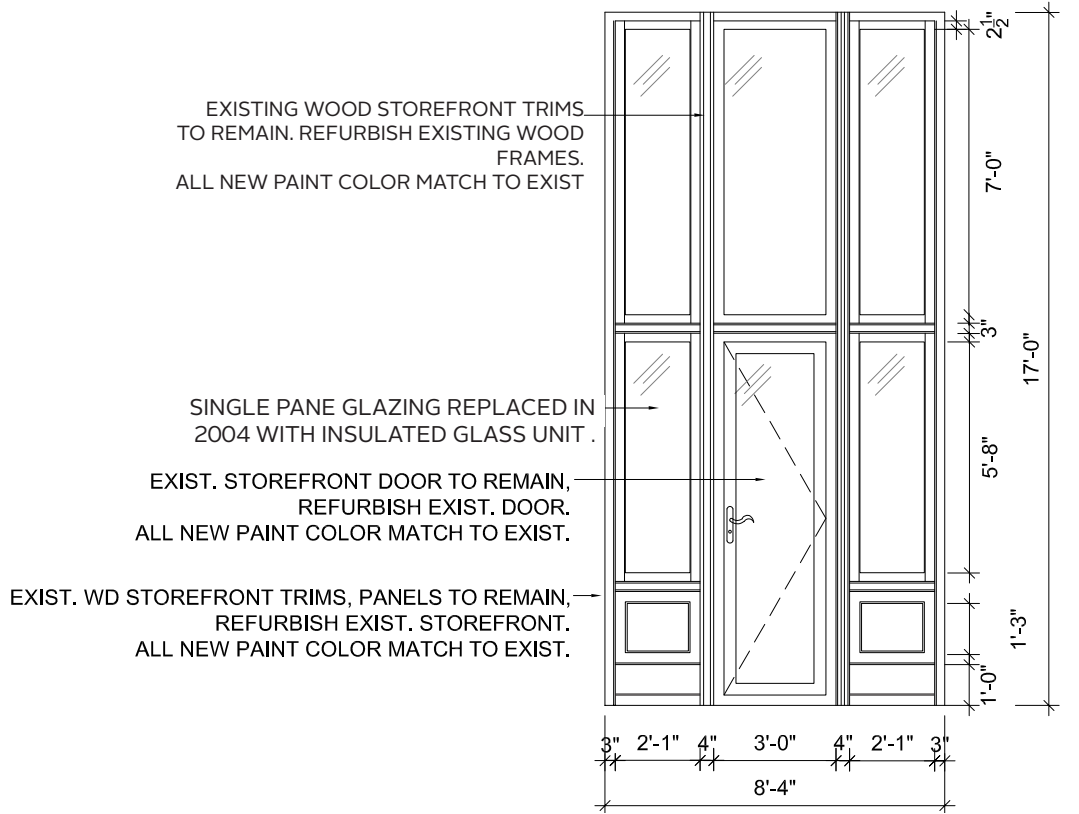 EXISTING WOOD STOREFRONT TRIMS
TO REMAIN. REFURBISH EXISTING WOOD
FRAMES.
ALL NEW PAINT COLOR MATCH TO EXIST
SINGLE PANE GLAZING REPLACED IN
2004 WITH INSULATED GLASS UNIT .
EXIST. STOREFRONT DOOR TO REMAIN,
REFURBISH EXIST. DOOR.
ALL NEW PAINT COLOR MATCH TO EXIST.
EXIST. WD STOREFRONT TRIMS, PANELS TO REMAIN,
REFURBISH EXIST. STOREFRONT.
ALL NEW PAINT COLOR MATCH TO EXIST.
2 1/2"
7'-0"
3"
17'-0"
5'-8"
1'-3"
1'-0"
3" 2'-1" 4" 3'-0" 4" 2'-1" 3"
8'-4"